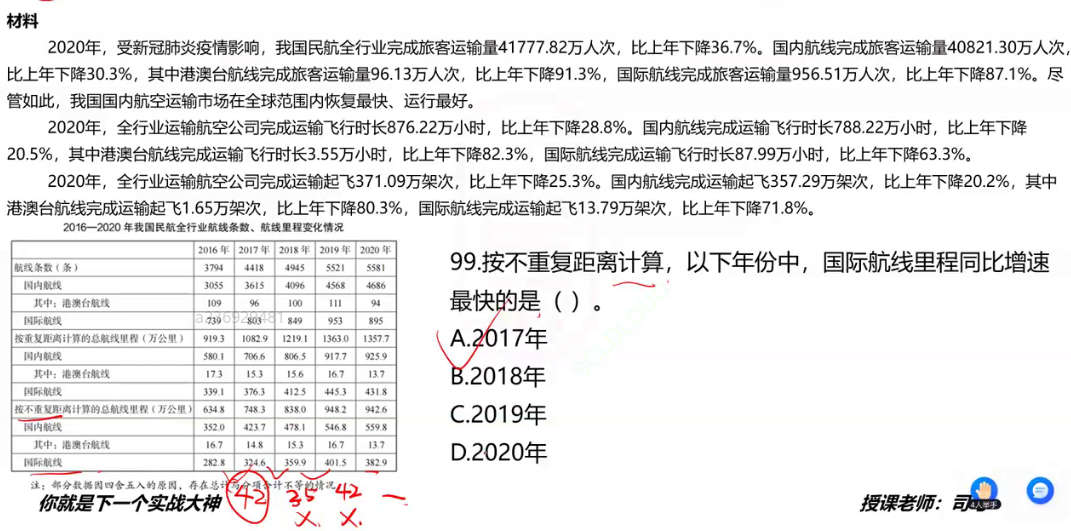 材料
2020年，受新冠肺炎疫情影响，我国民航全行业完成旅客运输量41777.82万人次，比上年下降36.7%。国内航线完成旅客运输量40821.30万人次，
比上年下降30.3%，其中港澳台航线完成旅客运输量96.13万人次，比上年下降91.3%，国际航线完成旅客运输量956.51万人次，比上年下降87.1%。尽
管如此，我国国内航空运输市场在全球范围内恢复最快、运行最好。
2020年，全行业运输航空公司完成运输飞行时长876.22万小时，比上年下降28.8%。国内航线完成运输飞行时长788.22万小时，比上年下降
20.5%，其中港澳台航线完成运输飞行时长3.55万小时，比上年下降82.3%，国际航线完成运输飞行时长87.99万小时，比上年下降63.3%。
2020年，全行业运输航空公司完成运输起飞371.09万架次，比上年下降25.3%。国内航线完成运输起飞357.29万架次，比上年下降20.2%，其中
港澳台航线完成运输起飞1.65万架次，比上年下降80.3%，国际航线完成运输起飞13.79万架次，比上年下降71.8%。
2016—2020 年我国民航全行业航线条数、航线里程变化情况
2016 年 2017 年 2018 年 2019 年 2020 年
航线条数（条） 3794 4418 4945 5521 5581
国内航线 3055 3615 4096 4568 4686
其中：港澳台航线 109 96 100 111 94
国际航线 739 803 849 953 895
按重复距离计算的总航线里程（万公里） 919.3 1082.9 1219.1 1363.0 1357.7
国内航线 580.1 706.6 806.5 917.7 925.9
其中：港澳台航线 17.3 15.3 15.6 16.7 13.7
国际航线 339.1 376.3 412.5 445.3 431.8
按不重复距离计算的总航线里程（万公里） 634.8 748.3 838.0 948.2 942.6
国内航线 352.0 423.7 478.1 546.8 559.8
其中：港澳台航线 16.7 14.8 15.3 16.7 13.7
国际航线 282.8 324.6 359.9 401.5 382.9
注：部分数据因四舍五入的原因，存在总计与分项合计不等的情况
42 35 42 —
X. X.
你就是下一个实战大神
99.按不重复距离计算，以下年份中，国际航线里程同比增速
最快的是（ ）。
A.2017年
B.2018年
C.2019年
D.2020年
授课老师：司
4人举手